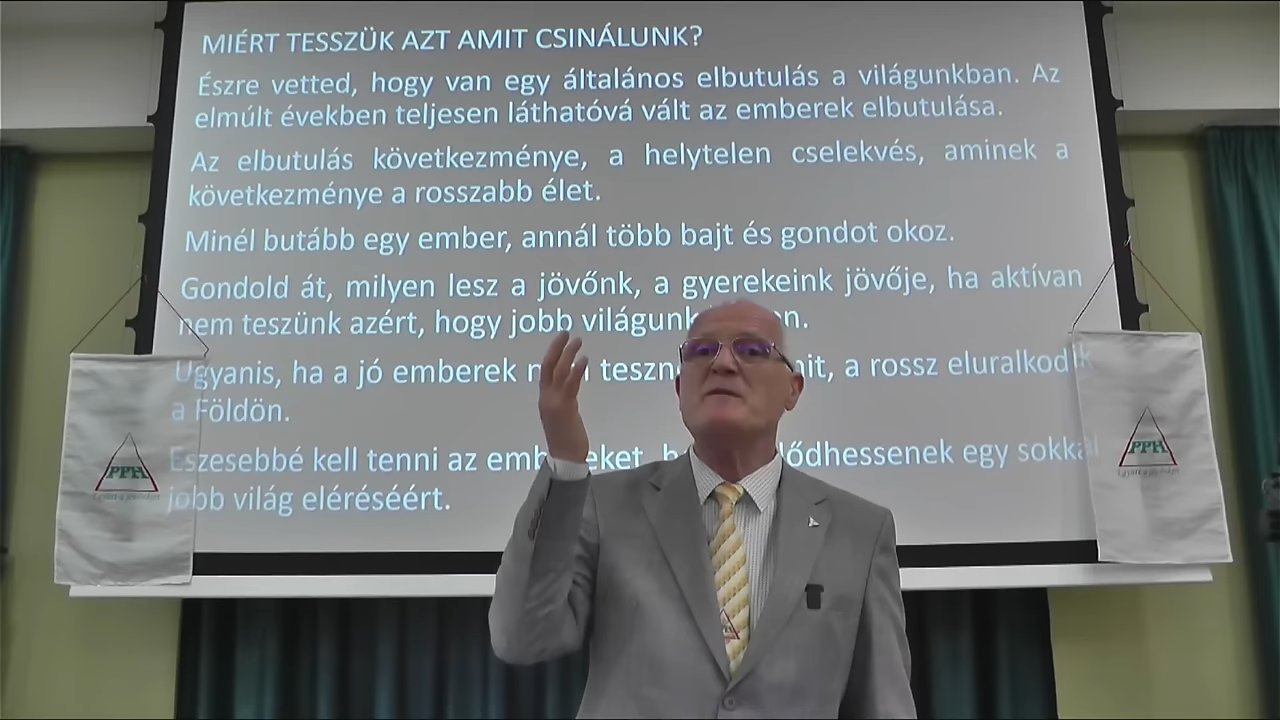 MIÉRT TESSZÜK AZT AMIT CSINÁLUNK?
Észre vetted, hogy van egy általános elbutulás a világunkban. Az
elmúlt években teljesen láthatóvá vált az emberek elbutulása.
Az elbutulás következménye, a helytelen cselekvés, aminek a
következménye a rosszabb élet.
Minél butább egy ember, annál több bajt és gondot okoz.
Gondold át, milyen lesz a jövőnk, a gyerekeink jövője, ha aktívan
nem teszünk azért, hogy jobb
Ugyanis, ha a jó emberek a rossz eluralkodik
a Földön.
Eszesebbé kell tenni az egy sokkal
jobb világ eléréséért.
PPH
PPH